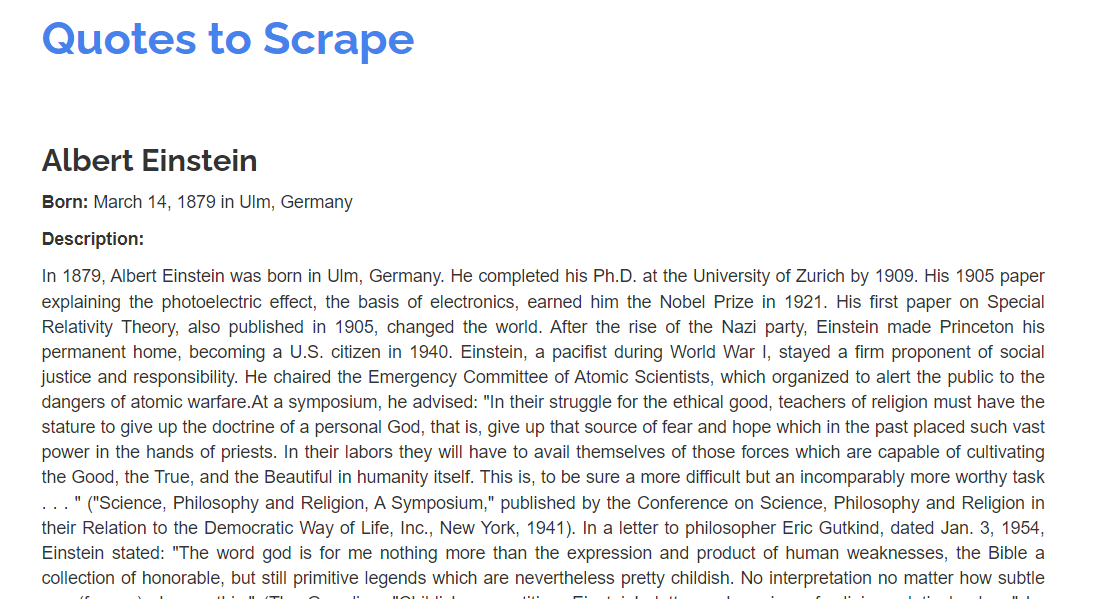 Quotes to Scrape
Albert Einstein
Born: March 14, 1879 in Ulm, Germany
Description:
In 1879, Albert Einstein was born in Ulm, Germany. He completed his Ph.D. at the University of Zurich by 1909. His 1905 paper
explaining the photoelectric effect, the basis of electronics, earned him the Nobel Prize in 1921. His first paper on Special
Relativity Theory, also published in 1905, changed the world. After the rise of the Nazi party, Einstein made Princeton his
permanent home, becoming a U.S. citizen in 1940. Einstein, a pacifist during World War I, stayed a firm proponent of social
justice and responsibility. He chaired the Emergency Committee of Atomic Scientists, which organized to alert the public to the
dangers of atomic warfare.At a symposium, he advised: "In their struggle for the ethical good, teachers of religion must have the
stature to give up the doctrine of a personal God, that is, give up that source of fear and hope which in the past placed such vast
power in the hands of priests. In their labors they will have to avail themselves of those forces which are capable of cultivating
the Good, the True, and the Beautiful in humanity itself. This is, to be sure a more difficult but an incomparably more worthy task
. . . " ("Science, Philosophy and Religion, A Symposium," published by the Conference on Science, Philosophy and Religion in
their Relation to the Democratic Way of Life, Inc., New York, 1941). In a letter to philosopher Eric Gutkind, dated Jan. 3, 1954,
Einstein stated: "The word god is for me nothing more than the expression and product of human weaknesses, the Bible a
collection of honorable, but still primitive legends which are nevertheless pretty childish. No interpretation no matter how subtle